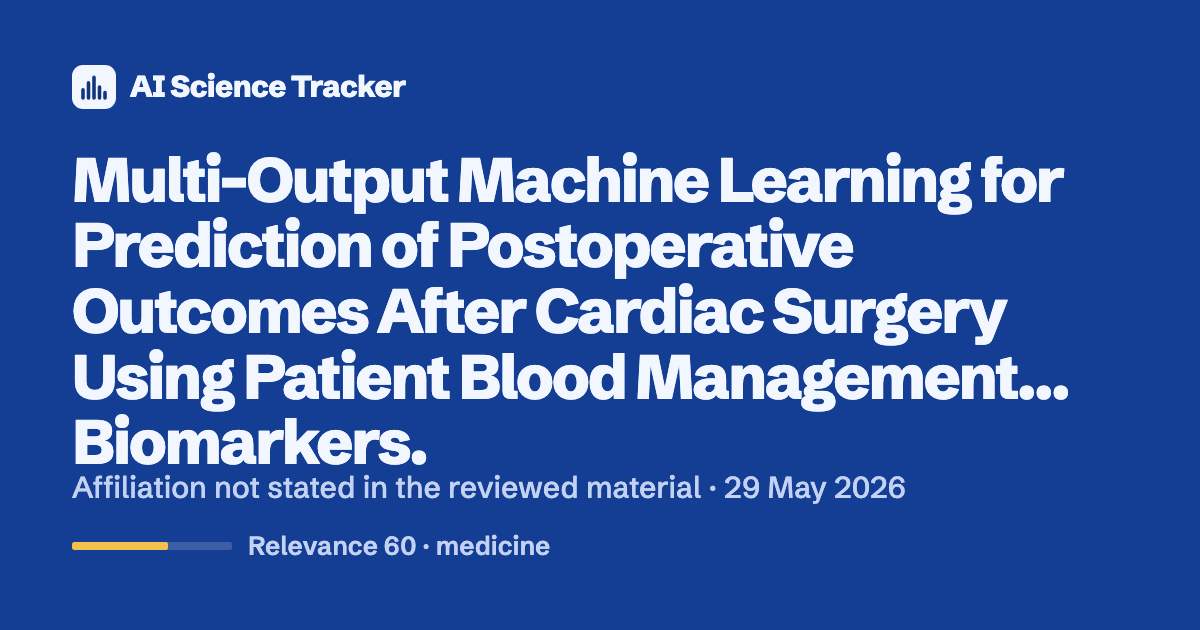 AI Science Tracker
Multi-Output Machine Learning for
Prediction of Postoperative
Outcomes After Cardiac Surgery
Using Patient Blood Management...
Biomarkers.
Affiliation not stated in the reviewed material · 29 May 2026
Relevance 60 · medicine